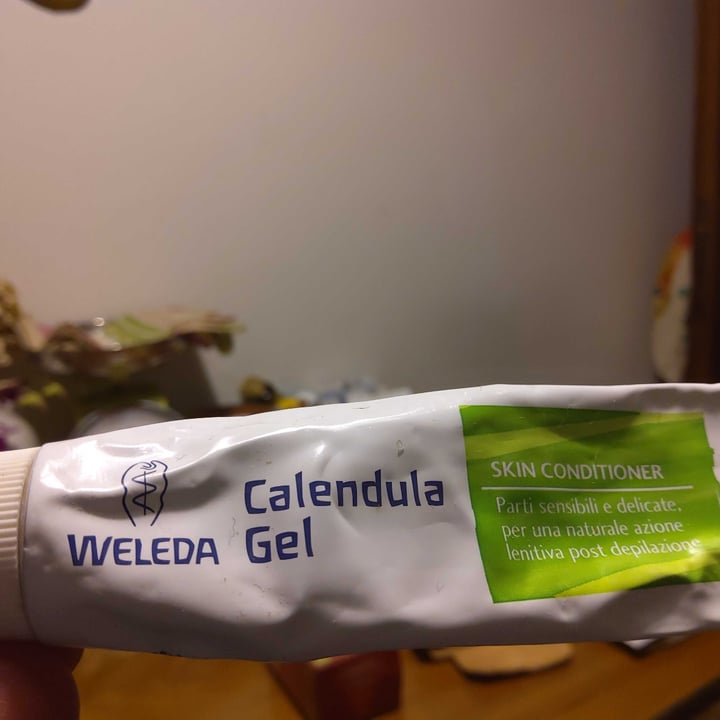 WELEDA
Calendula
Gel
SKIN CONDITIONER
Parti sensibili e delicate,
per una naturale azione
lenitiva post depilazione